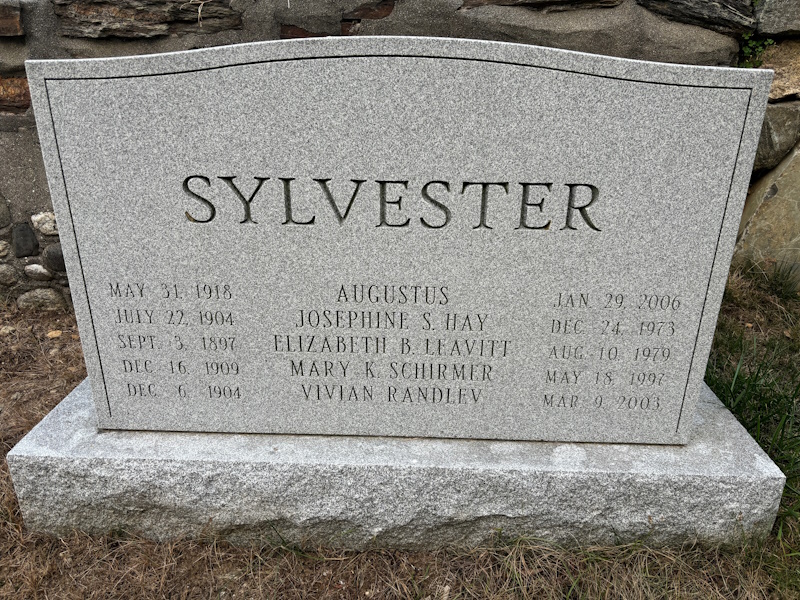 SYLVESTER
MAY 31, 1918 AUGUSTUS JAN 29, 2006
JULY 22, 1904 JOSEPHINE S. HAY DEC 24, 1973
SEPT 3, 1897 ELIZABETH B. LEAVITT AUG 10, 1979
DEC 16, 1909 MARY K. SCHIRMER MAY 18, 1997
DEC 6, 1904 VIVIAN RANDLEV MAR 9, 2003